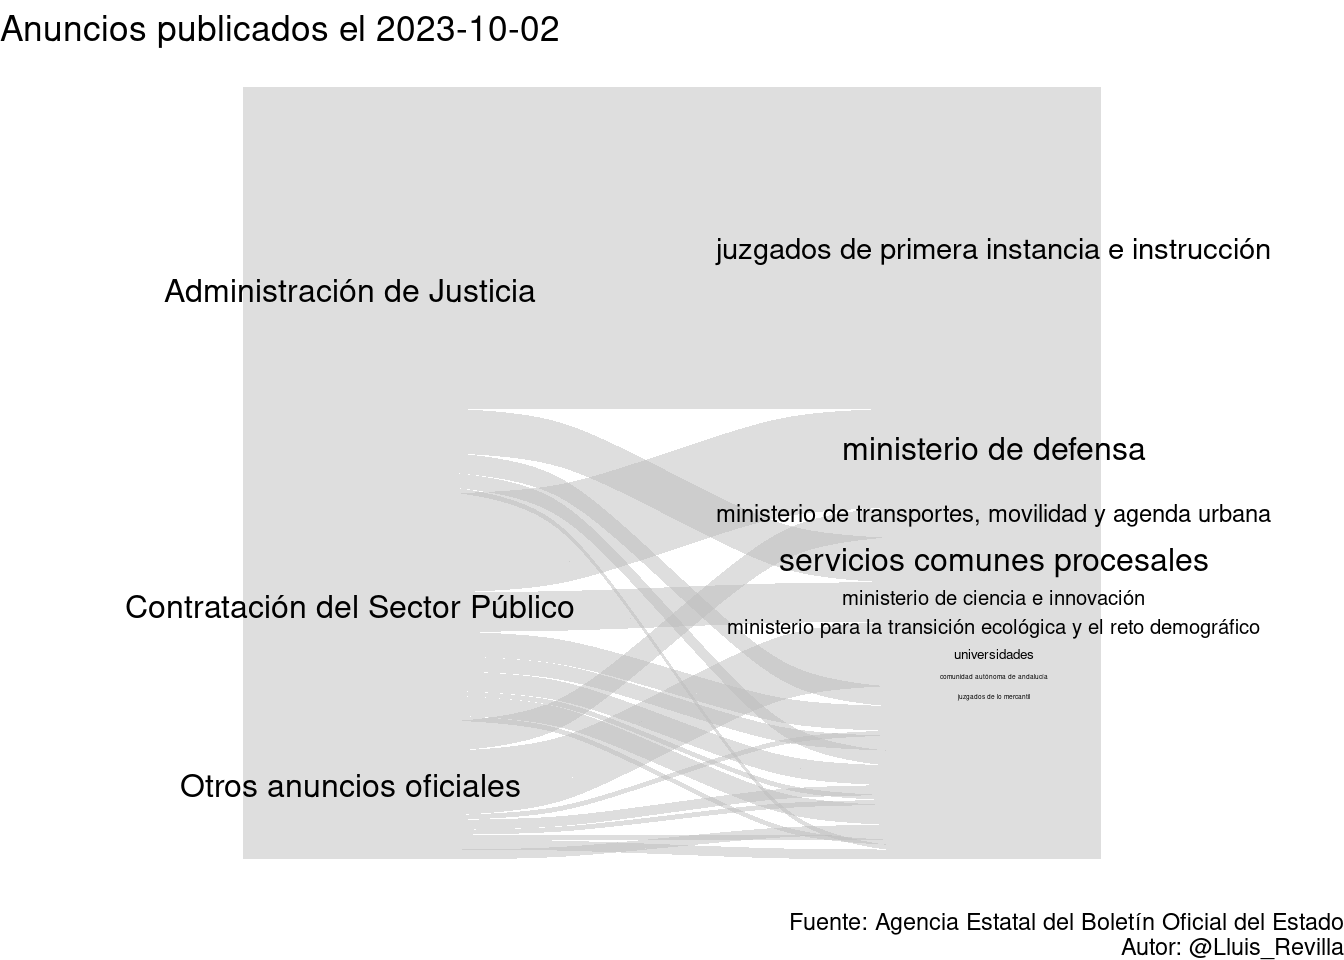 Anuncios publicados el 2023-10-02
juzgados de primera instancia e instrucción
Administración de Justicia
ministerio de defensa
ministerio de transportes, movilidad y agenda urbana
servicios comunes procesales
ministerio de ciencia e innovación
Contratación del Sector Público
ministerio para la transición ecológica y el reto demográfico
universidades
comunidad autónoma de andalucía
juzgados de lo mercantil
Otros anuncios oficiales
Fuente: Agencia Estatal del Boletín Oficial del Estado
Autor: @Lluis_Revilla